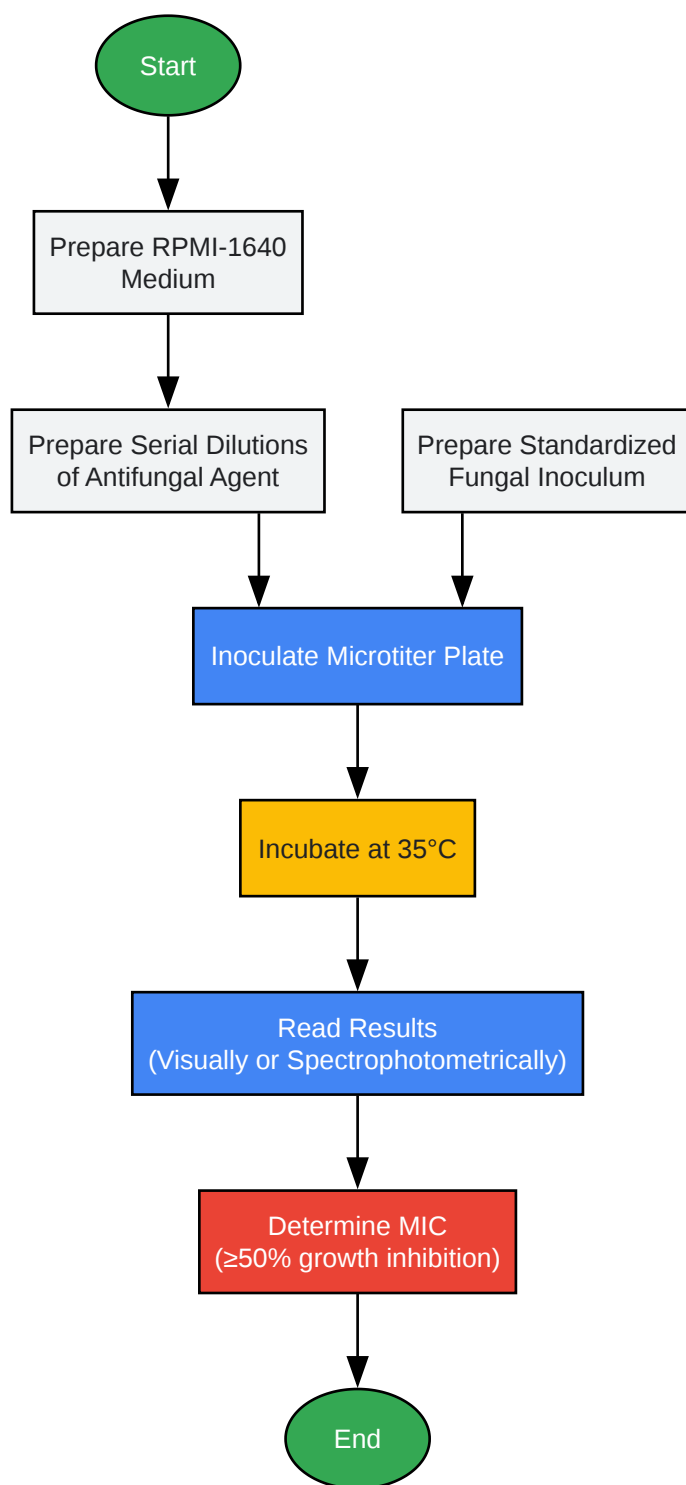 Start
Prepare RPMI-1640
Medium
Prepare Serial Dilutions
of Antifungal Agent
Prepare Standardized
Fungal Inoculum
Inoculate Microtiter Plate
Incubate at 35°C
Read Results
(Visually or Spectrophotometrically)
Determine MIC
(≥50% growth inhibition)
End